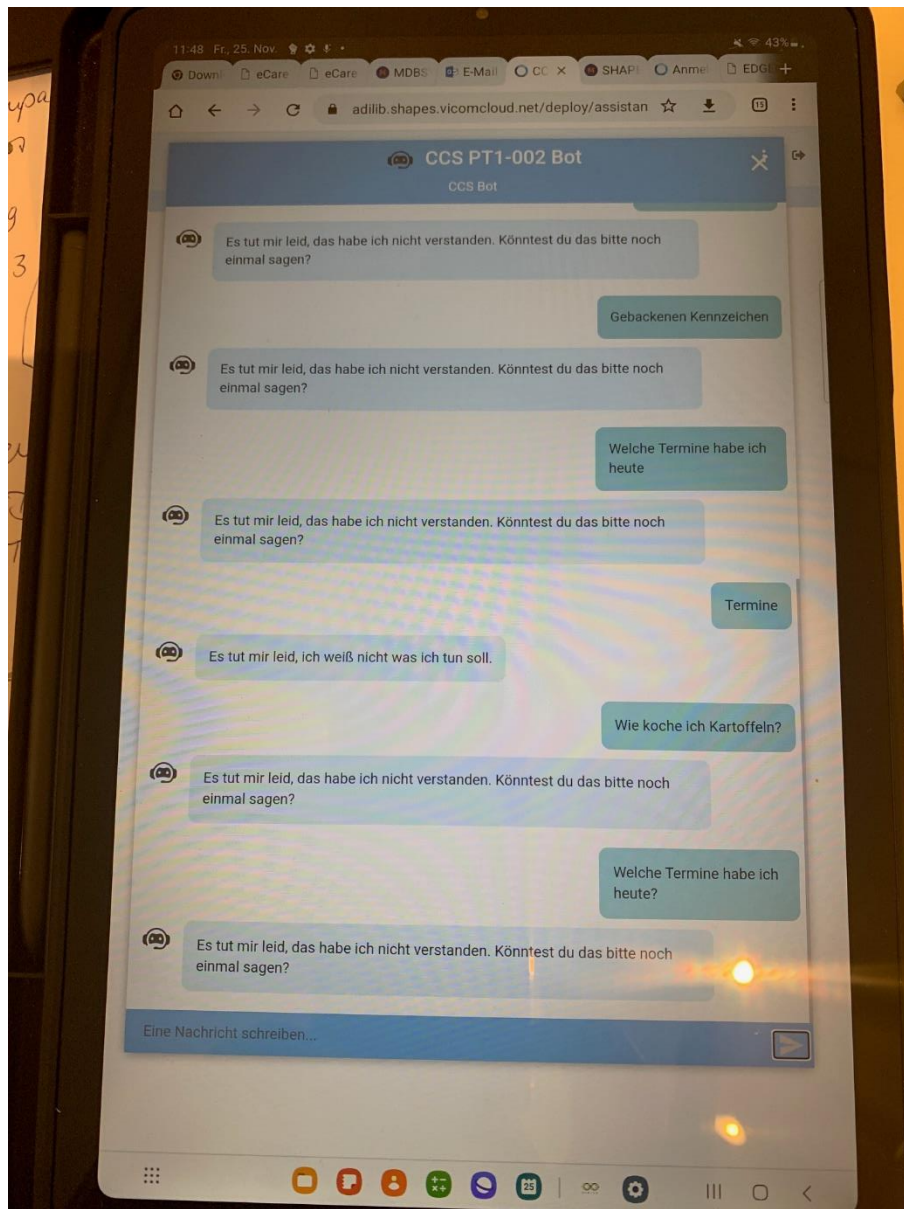 11:48 Fr., 25. Nov.
43%
Downl
eCare
eCare
MDBS
E-Mail
CC
SHAP
Anmel
EDGE
adilib.shapes.vicomcloud.net/deploy/assistan
15
CCS PT1-002 Bot
CCS Bot
Es tut mir leid, das habe ich nicht verstanden. Könntest du das bitte noch
einmal sagen?
Gebackenen Kennzeichen
Es tut mir leid, das habe ich nicht verstanden. Könntest du das bitte noch
einmal sagen?
Welche Termine habe ich
heute
Es tut mir leid, das habe ich nicht verstanden. Könntest du das bitte noch
einmal sagen?
Termine
Es tut mir leid, ich weiß nicht was ich tun soll.
Wie koche ich Kartoffeln?
Es tut mir leid, das habe ich nicht verstanden. Könntest du das bitte noch
einmal sagen?
Welche Termine habe ich
heute?
Es tut mir leid, das habe ich nicht verstanden. Könntest du das bitte noch
einmal sagen?
Eine Nachricht schreiben...
25